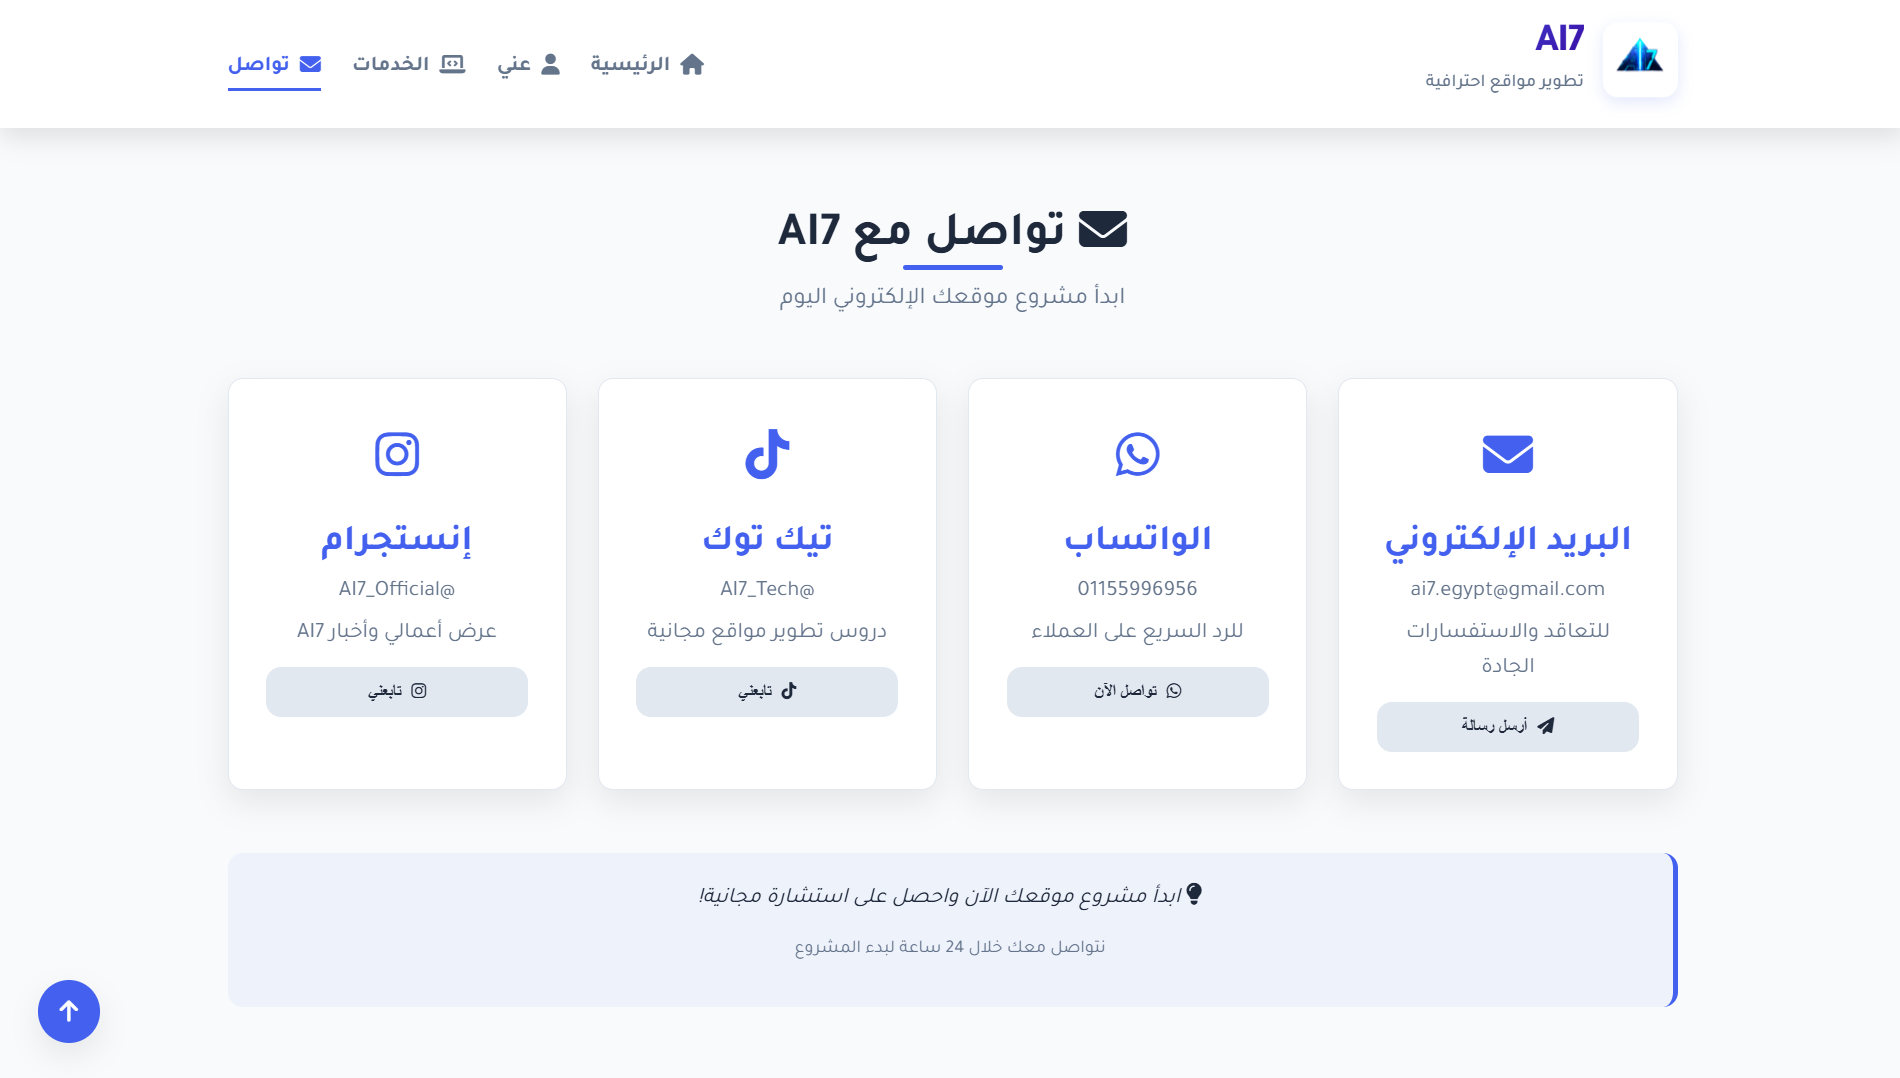 AI7
تطوير مواقع احترافية
الرئيسية
عني
الخدمات
تواصل
تواصل مع AI7
ابدأ مشروع موقعك الإلكتروني اليوم
البريد الإلكتروني
ai7.egypt@gmail.com
للتعاقد والاستفسارات
الجادة
أرسل رسالة
الواتساب
01155996956
للرد السريع على العملاء
تواصل الآن
تيك توك
@AI7_Tech
دروس تطوير مواقع مجانية
تابعني
إنستجرام
@AI7_Official
عرض أعمالي وأخبار AI7
تابعني
ابدأ مشروع موقعك الآن واحصل على استشارة مجانية!
نتواصل معك خلال 24 ساعة لبدء المشروع